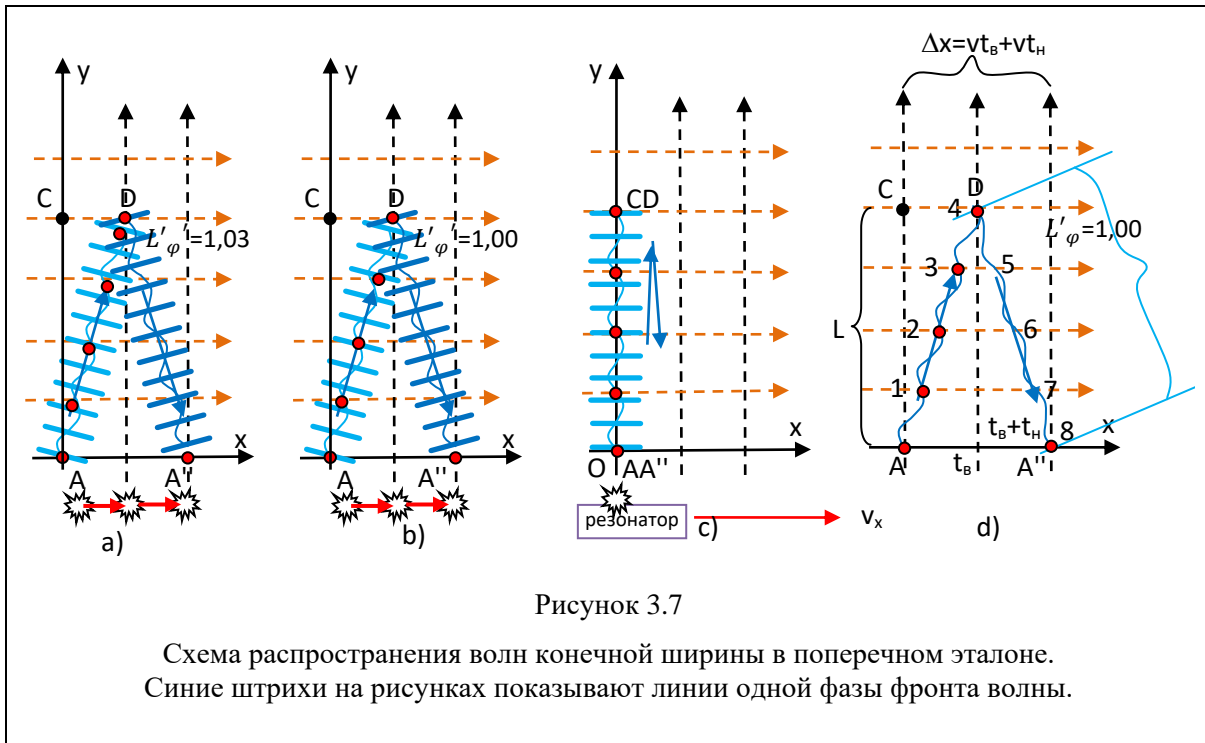 y
C
D
L'φ'=1,03
x
A
A''
a)
y
C
D
L'φ'=1,00
x
A
A''
b)
y
CD
x
O
AA''
резонатор
c)
vx
Δx=vtв+vtн
C
D
4
L'φ'=1,00
3
5
L
2
6
1
7
tв+tн
8
x
A
tв
A''
d)
Рисунок 3.7
Схема распространения волн конечной ширины в поперечном эталоне.
Синие штрихи на рисунках показывают линии одной фазы фронта волны.